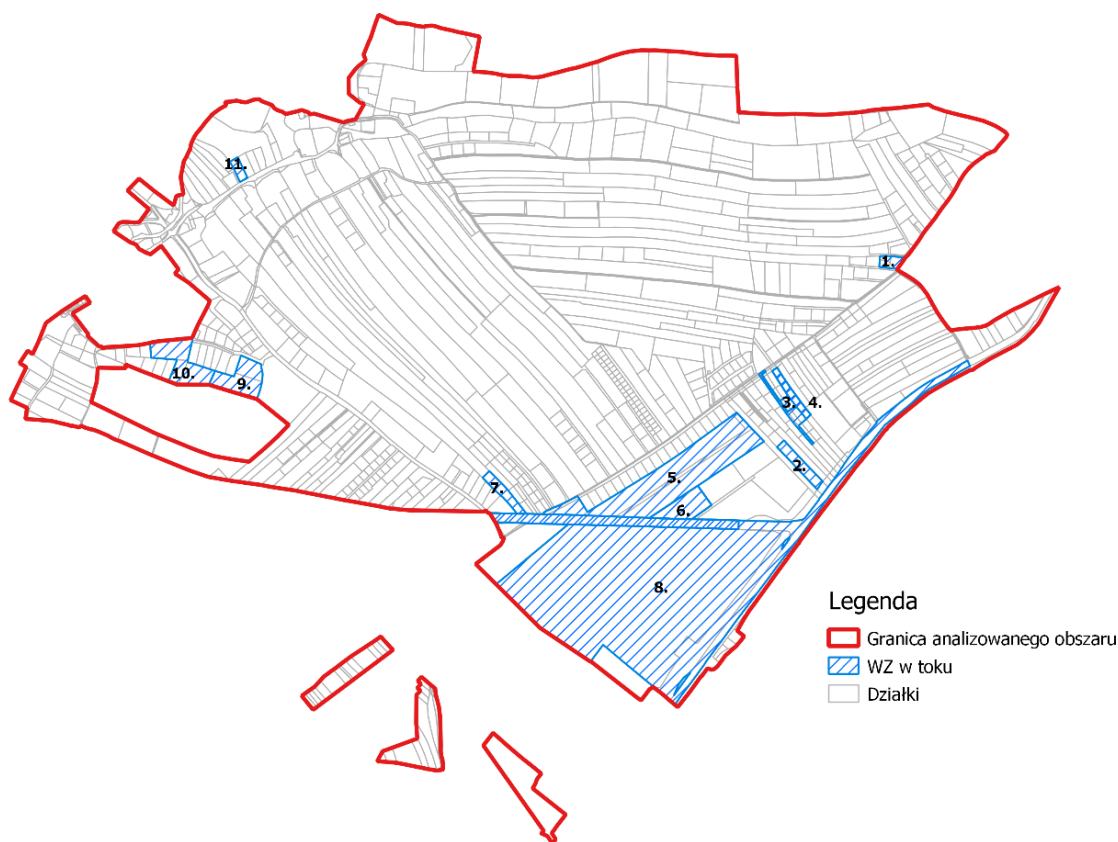 11.
1.
3.
4.
10.
9.
2.
5.
7.
6.
8.
Legenda
Granica analizowanego obszaru
WZ w toku
Działki